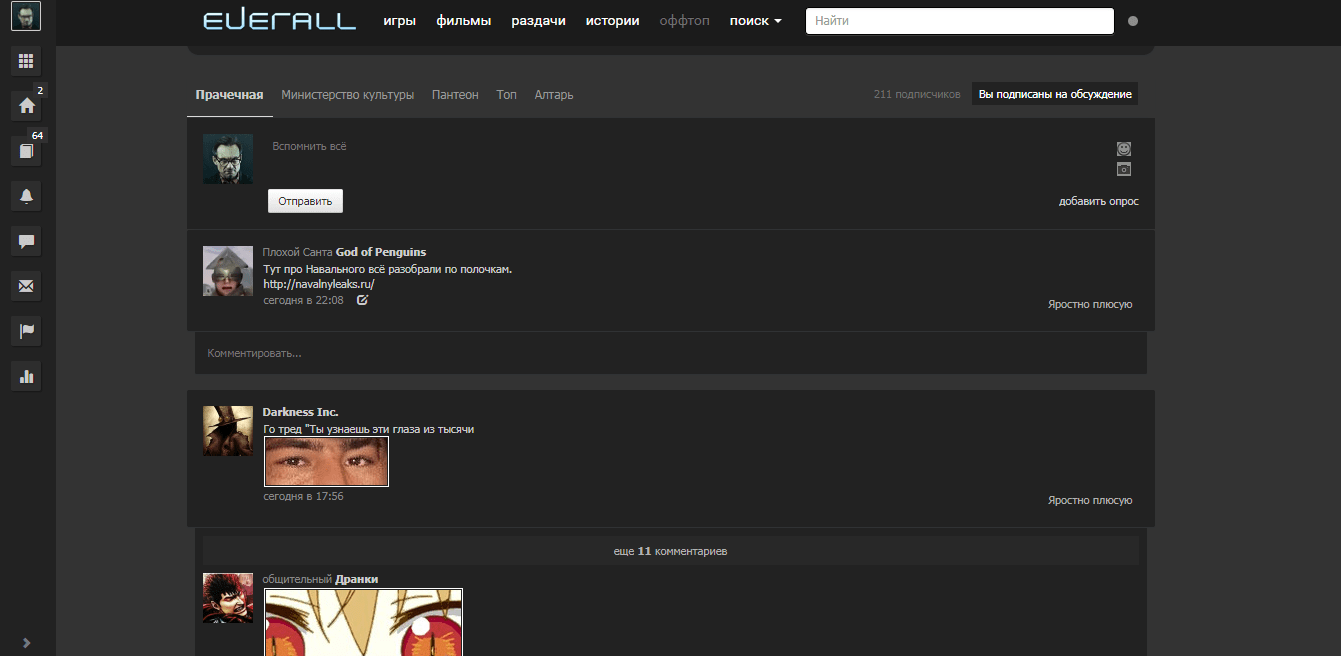 EVERALL
игры фильмы раздачи истории оффтоп поиск
Найти
2
64
Прачечная Министерство культуры Пантеон Топ Алтарь
211 подписчиков Вы подписаны на обсуждение
Вспомнить всё
Отправить
добавить опрос
Плохой Санта God of Penguins
Тут про Навального всё разобрали по полочкам.
http://navalnyleaks.ru/
сегодня в 22:08
Яростно плюсую
Комментировать...
Darkness Inc.
Го тред "Ты узнаешь эти глаза из тысячи
сегодня в 17:56
Яростно плюсую
еще 11 комментариев
общительный Дранки